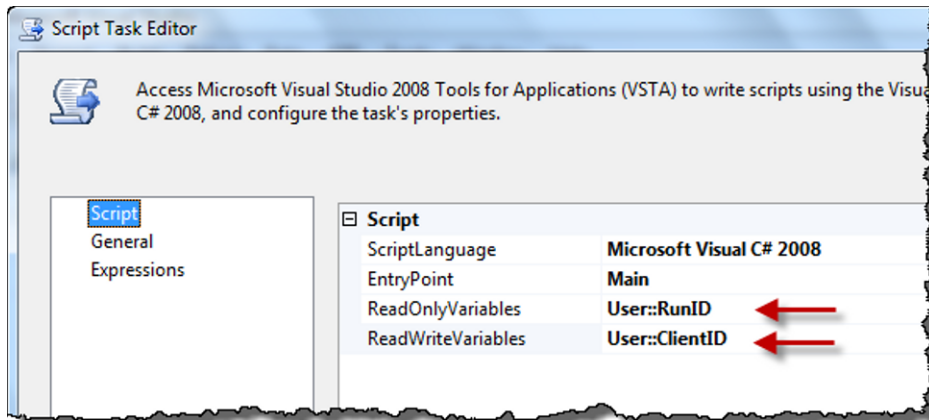 Script Task Editor
Access Microsoft Visual Studio 2008 Tools for Applications (VSTA) to write scripts using the
C# 2008, and configure the task's properties.
Script
General
Expressions
Script
ScriptLanguage Microsoft Visual C# 2008
EntryPoint Main
ReadOnlyVariables User::RunID
ReadWriteVariables User::ClientID